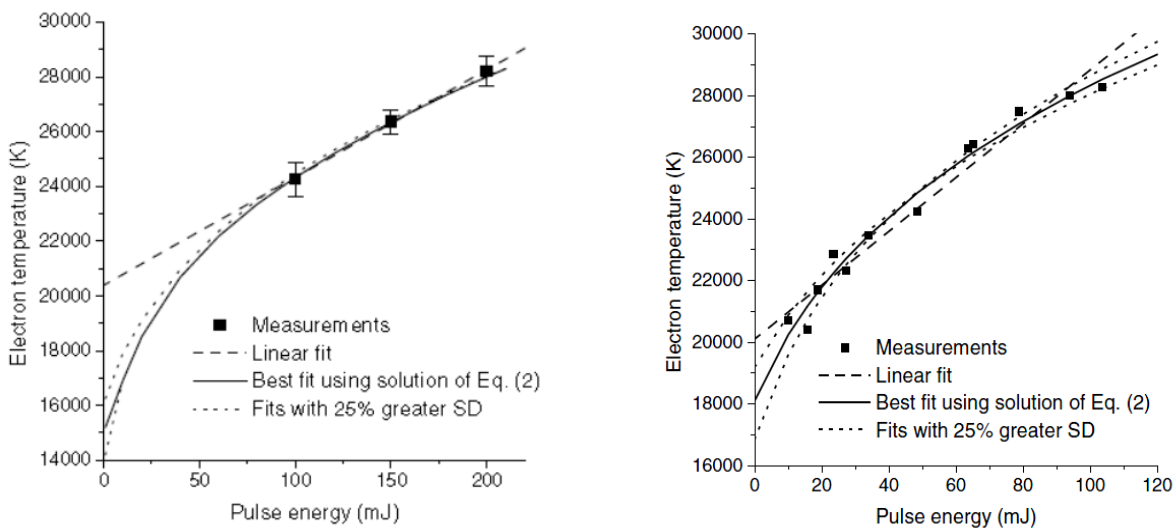 30000
28000
26000
24000
22000
20000
18000
16000
14000
Electron temperature (K)
Measurements
Linear fit
Best fit using solution of Eq. (2)
Fits with 25% greater SD
0 50 100 150 200
Pulse energy (mJ)
30000
28000
26000
24000
22000
20000
18000
16000
Electron temperature (K)
Measurements
Linear fit
Best fit using solution of Eq. (2)
Fits with 25% greater SD
0 20 40 60 80 100 120
Pulse energy (mJ)